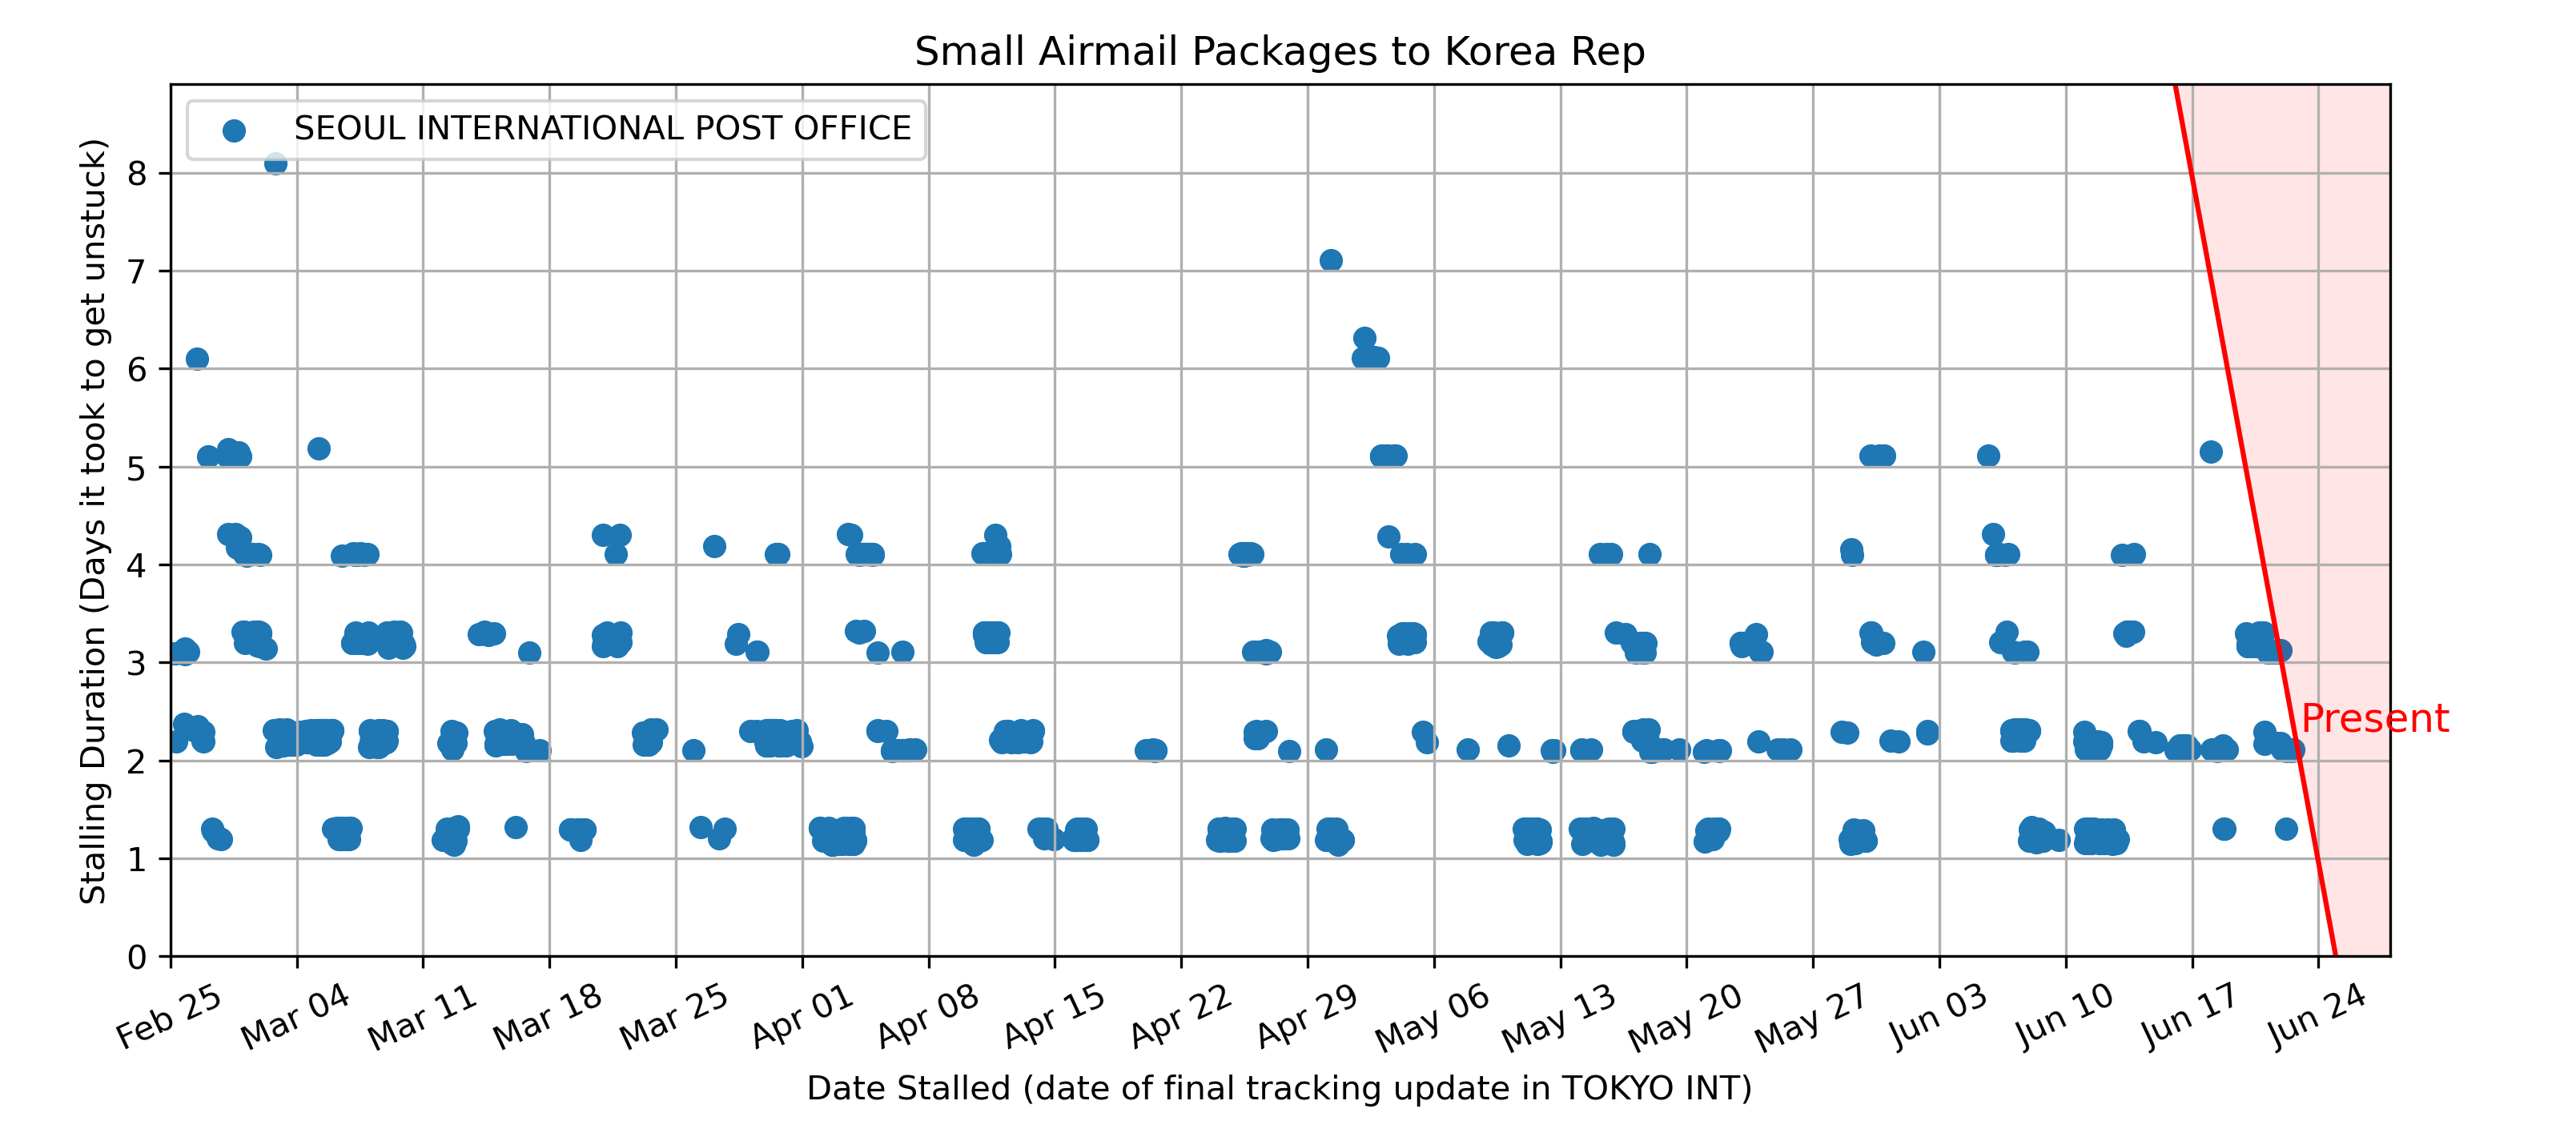 Small Airmail Packages to Korea Rep
SEOUL INTERNATIONAL POST OFFICE
Stalling Duration (Days it took to get unstuck)
8
7
6
5
4
3
2
1
0
Present
Feb 25
Mar 04
Mar 11
Mar 18
Mar 25
Apr 01
Apr 08
Apr 15
Apr 22
Apr 29
May 06
May 13
May 20
May 27
Jun 03
Jun 10
Jun 17
Jun 24
Date Stalled (date of final tracking update in TOKYO INT)